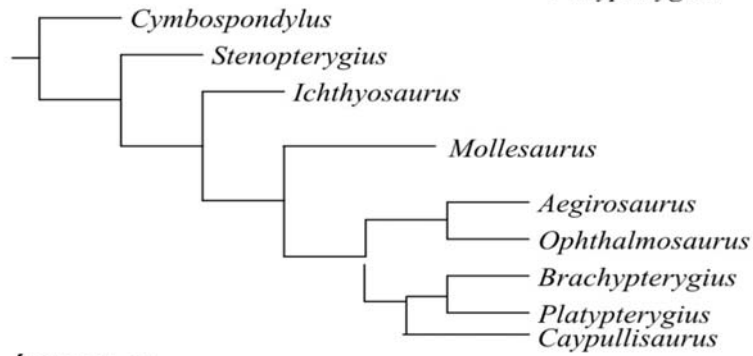 Cymbospondylus
Stenopterygius
Ichthyosaurus
Mollesaurus
Aegirosaurus
Ophthalmosaurus
Brachypterygius
Platypterygius
Caypullisaurus